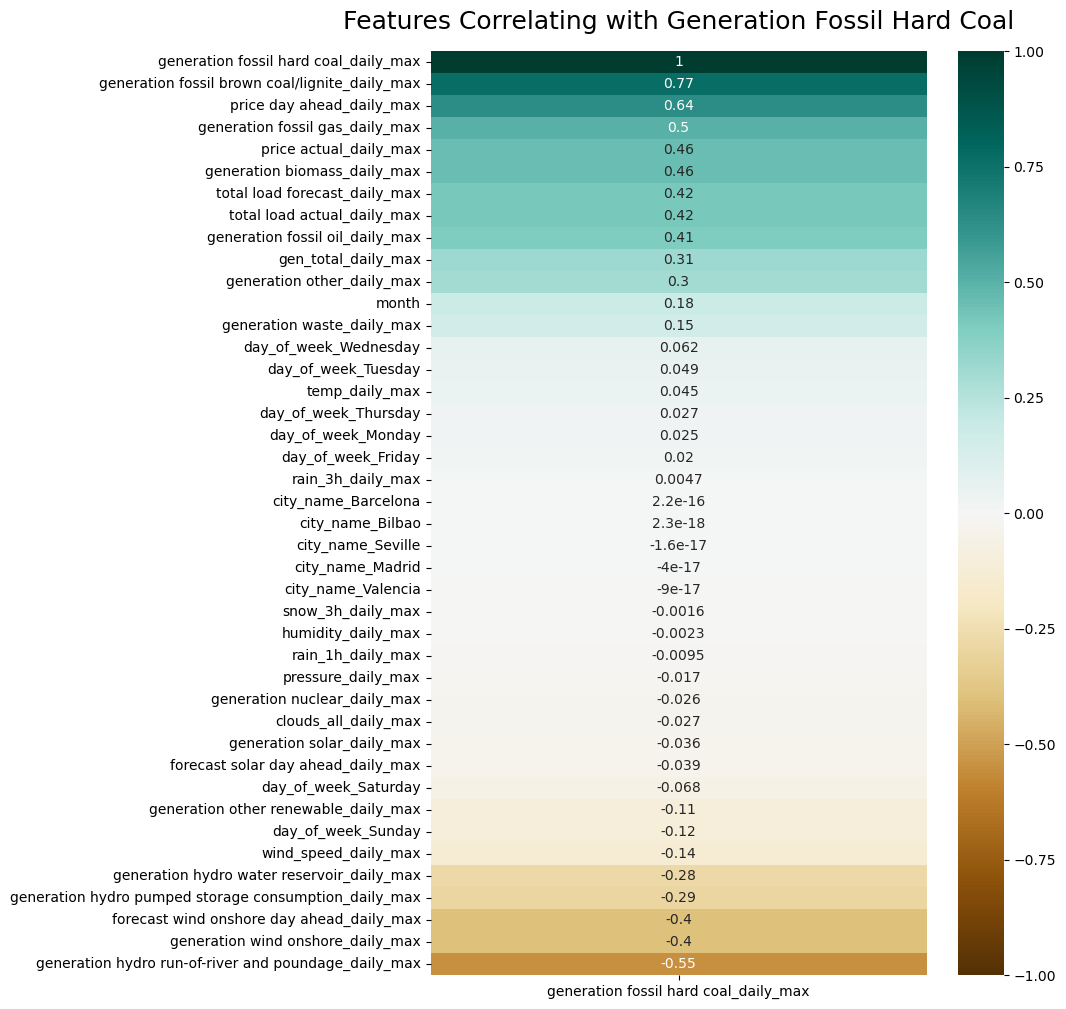 Features Correlating with Generation Fossil Hard Coal
generation fossil hard coal_daily_max 1
generation fossil brown coal/lignite_daily_max 0.77
price day ahead_daily_max 0.64
generation fossil gas_daily_max 0.5
price actual_daily_max 0.46
generation biomass_daily_max 0.46
total load forecast_daily_max 0.42
total load actual_daily_max 0.42
generation fossil oil_daily_max 0.41
gen_total_daily_max 0.31
generation other_daily_max 0.3
month 0.18
generation waste_daily_max 0.15
day_of_week_Wednesday 0.062
day_of_week_Tuesday 0.049
temp_daily_max 0.045
day_of_week_Thursday 0.027
day_of_week_Monday 0.025
day_of_week_Friday 0.02
rain_3h_daily_max 0.0047
city_name_Barcelona 2.2e-16
city_name_Bilbao 2.3e-18
city_name_Seville -1.6e-17
city_name_Madrid -4e-17
city_name_Valencia -9e-17
snow_3h_daily_max -0.0016
humidity_daily_max -0.0023
rain_1h_daily_max -0.0095
pressure_daily_max -0.017
generation nuclear_daily_max -0.026
clouds_all_daily_max -0.027
generation solar_daily_max -0.036
forecast solar day ahead_daily_max -0.039
day_of_week_Saturday -0.068
generation other renewable_daily_max -0.11
day_of_week_Sunday -0.12
wind_speed_daily_max -0.14
generation hydro water reservoir_daily_max -0.28
generation hydro pumped storage consumption_daily_max -0.29
forecast wind onshore day ahead_daily_max -0.4
generation wind onshore_daily_max -0.4
generation hydro run-of-river and poundage_daily_max -0.55
generation fossil hard coal_daily_max
1.00
0.75
0.50
0.25
0.00
−0.25
−0.50
−0.75
−1.00